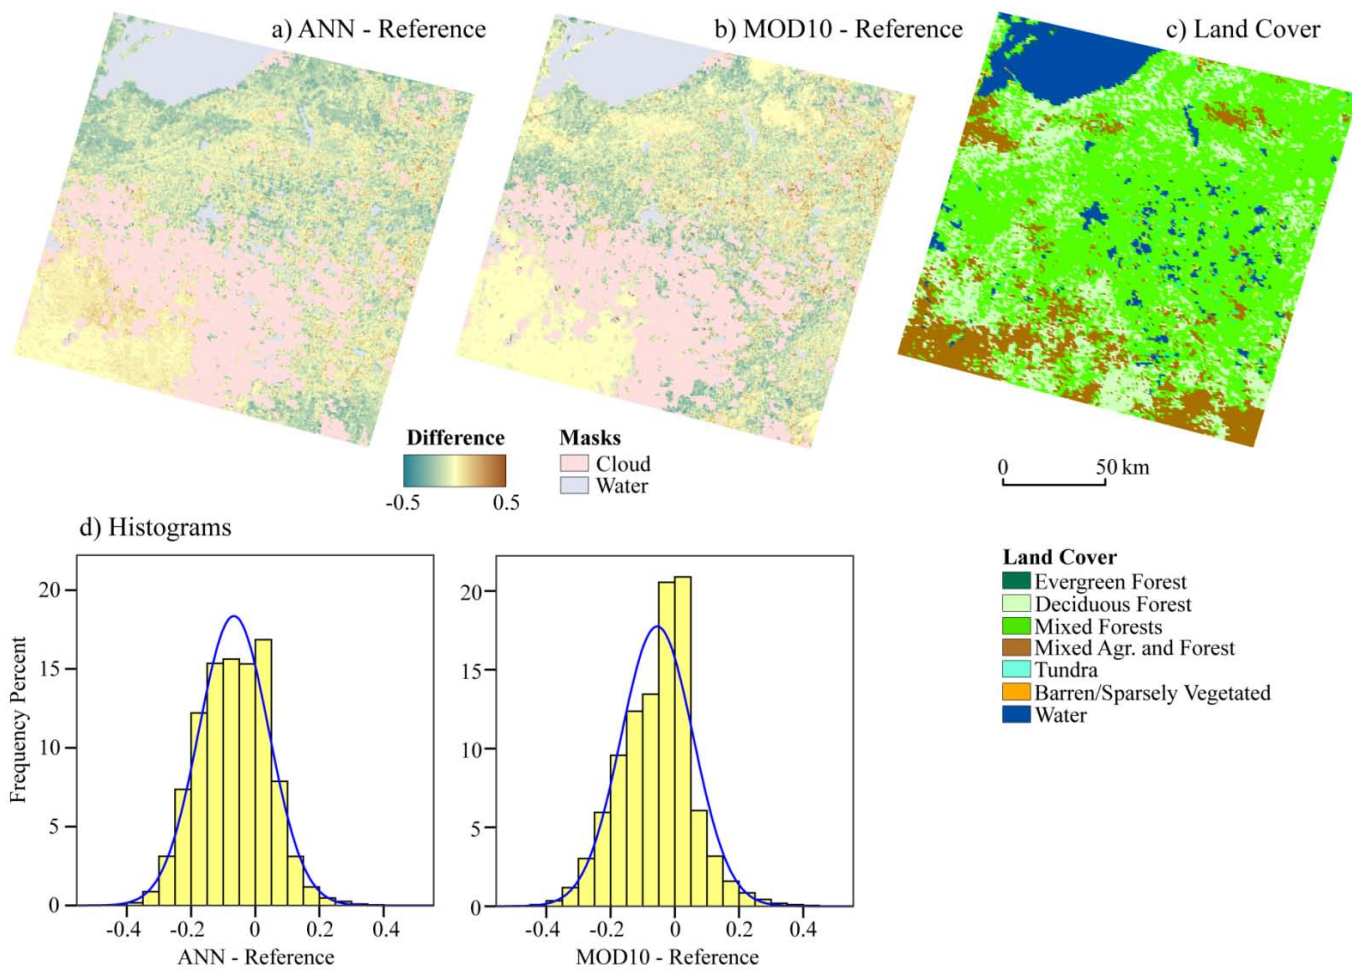 a) ANN - Reference
b) MOD10 - Reference
c) Land Cover
Difference
-0.5
0.5
Masks
Cloud
Water
0
50 km
d) Histograms
Land Cover
Evergreen Forest
Deciduous Forest
Mixed Forests
Mixed Agr. and Forest
Tundra
Barren/Sparsely Vegetated
Water
Frequency Percent
20
15
10
5
0
-0.4
-0.2
0
0.2
0.4
ANN - Reference
20
15
10
5
0
-0.4
-0.2
0
0.2
0.4
MOD10 - Reference